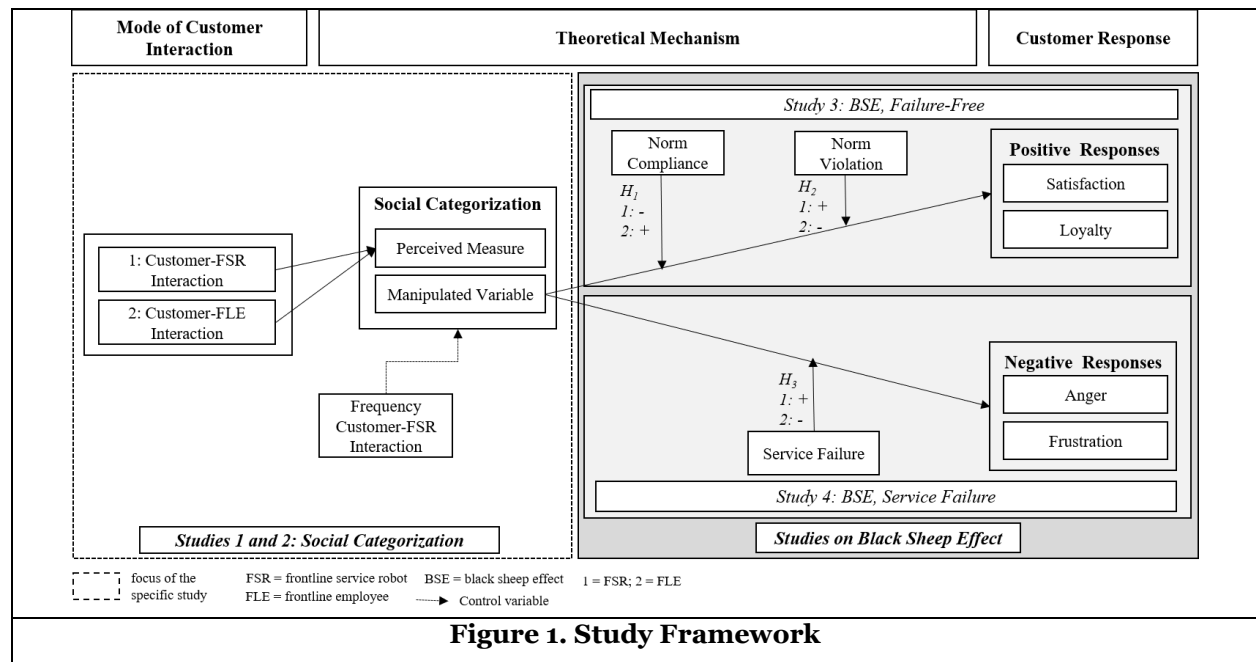 Mode of Customer
Interaction
Theoretical Mechanism
Customer Response
Study 3: BSE, Failure-Free
Norm
Compliance
Norm
Violation
H1
1: -
2: +
H2
1: +
2: -
Positive Responses
Satisfaction
Loyalty
Social Categorization
Perceived Measure
Manipulated Variable
1: Customer-FSR
Interaction
2: Customer-FLE
Interaction
Frequency
Customer-FSR
Interaction
H3
1: +
2: -
Service Failure
Negative Responses
Anger
Frustration
Study 4: BSE, Service Failure
Studies 1 and 2: Social Categorization
Studies on Black Sheep Effect
focus of the
specific study
FSR = frontline service robot
BSE = black sheep effect
1 = FSR; 2 = FLE
FLE = frontline employee
Control variable
Figure 1. Study Framework